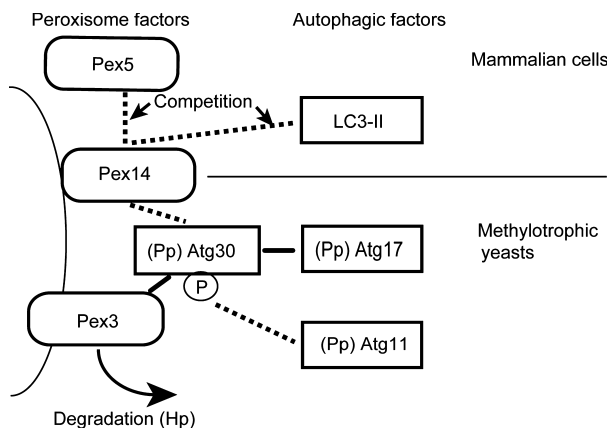 Peroxisome factors
Autophagic factors
Pex5
Mammalian cells
Competition
LC3-II
Pex14
(Pp) Atg30
(Pp) Atg17
Methylotrophic
yeasts
P
Pex3
(Pp) Atg11
Degradation (Hp)